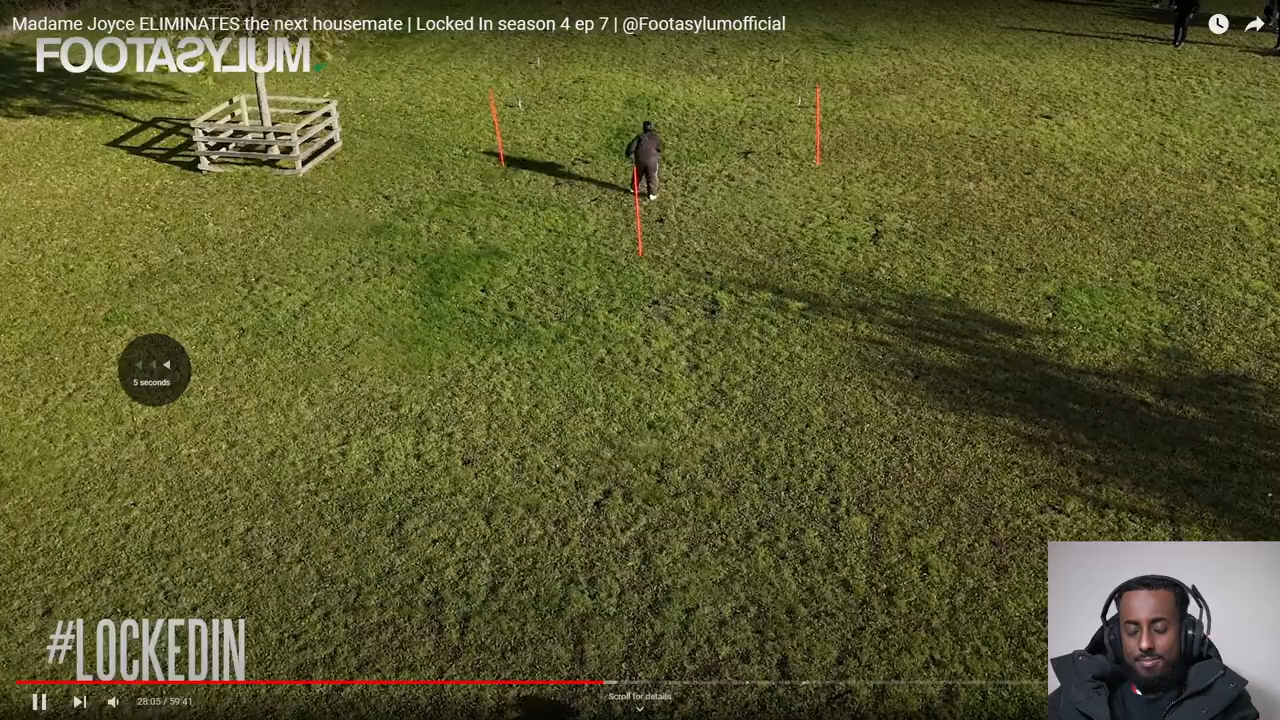 Madame Joyce ELIMINATES the next housemate | Locked In season 4 ep 7 | @Footasylumofficial
FOOTASYLUM
5 seconds
#LOCKEDIN
28:05 / 59:41
Scroll for details